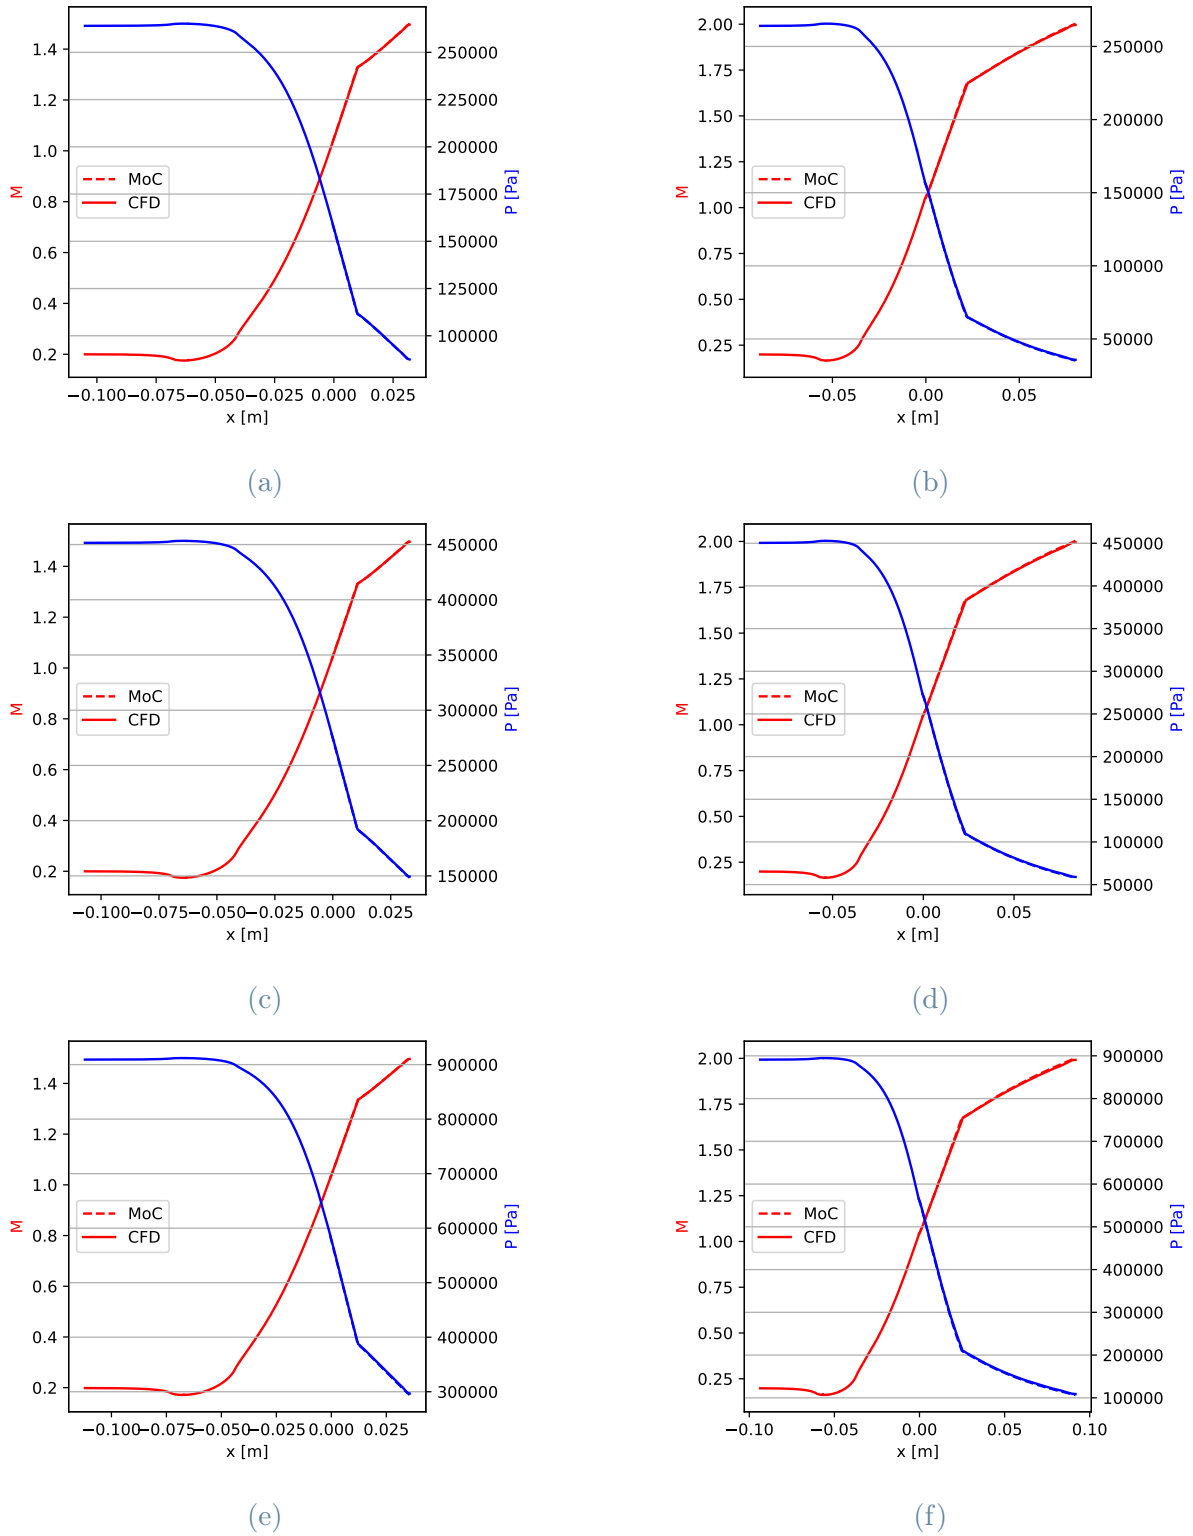 1.4
1.2
1.0
0.8
0.6
0.4
0.2
M
MoC
CFD
250000
225000
200000
175000
150000
125000
100000
P [Pa]
−0.100 −0.075 −0.050 −0.025 0.000 0.025
x [m]
(a)
2.00
1.75
1.50
1.25
1.00
0.75
0.50
0.25
M
MoC
CFD
250000
200000
150000
100000
50000
P [Pa]
−0.05 0.00 0.05
x [m]
(b)
1.4
1.2
1.0
0.8
0.6
0.4
0.2
M
MoC
CFD
450000
400000
350000
300000
250000
200000
150000
P [Pa]
−0.100 −0.075 −0.050 −0.025 0.000 0.025
x [m]
(c)
2.00
1.75
1.50
1.25
1.00
0.75
0.50
0.25
M
MoC
CFD
450000
400000
350000
300000
250000
200000
150000
100000
50000
P [Pa]
−0.05 0.00 0.05
x [m]
(d)
1.4
1.2
1.0
0.8
0.6
0.4
0.2
M
MoC
CFD
900000
800000
700000
600000
500000
400000
300000
P [Pa]
−0.100 −0.075 −0.050 −0.025 0.000 0.025
x [m]
(e)
2.00
1.75
1.50
1.25
1.00
0.75
0.50
0.25
M
MoC
CFD
900000
800000
700000
600000
500000
400000
300000
200000
100000
P [Pa]
−0.10 −0.05 0.00 0.05 0.10
x [m]
(f)